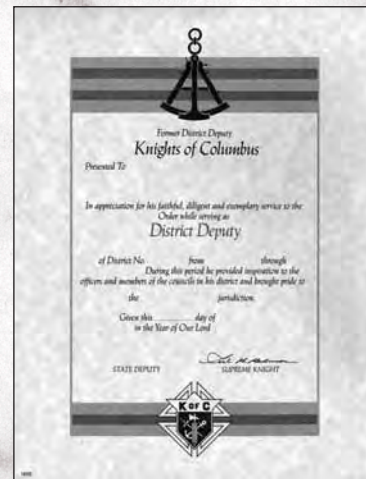 Former District Deputy
Knights of Columbus
Presented To
In appreciation for his faithful, diligent and exemplary service to the
Order while serving as
District Deputy
of District No. from through
During this period he provided inspiration to the
officers and members of the councils in his district and brought pride to
the jurisdiction.
Given this day of
in the Year of Our Lord
STATE DEPUTY SUPREME KNIGHT
K OF C